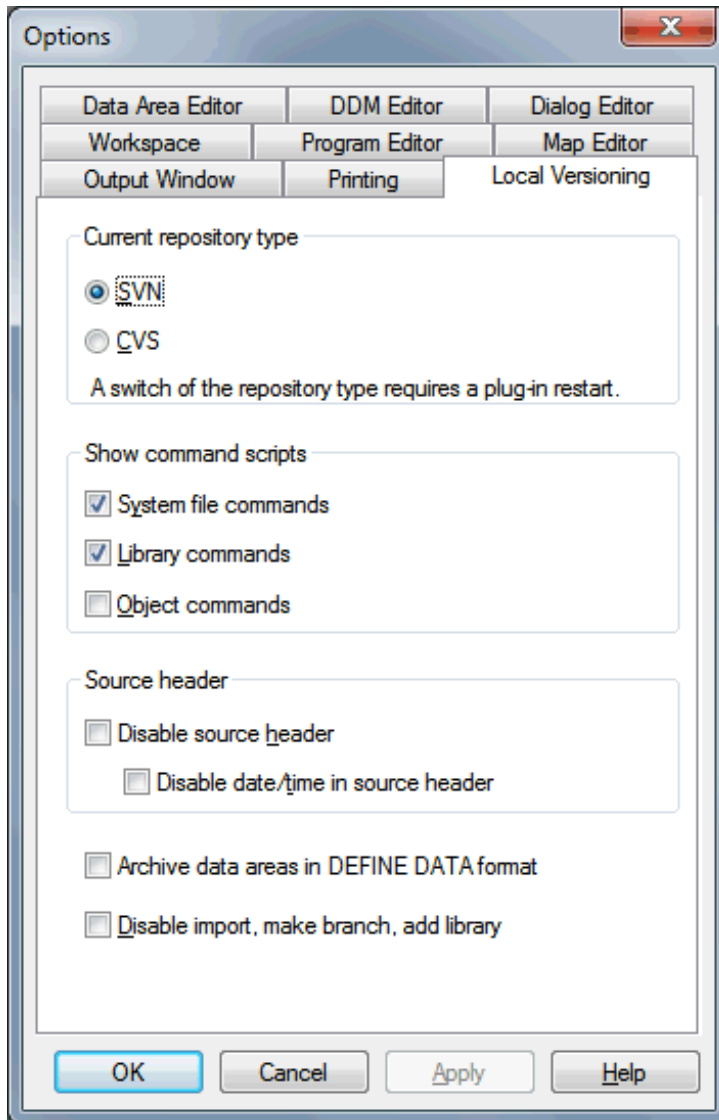 Options
Data Area Editor
DDM Editor
Dialog Editor
Workspace
Program Editor
Map Editor
Output Window
Printing
Local Versioning
Current repository type
SVN
CVS
A switch of the repository type requires a plug-in restart.
Show command scripts
System file commands
Library commands
Object commands
Source header
Disable source header
Disable date/time in source header
Archive data areas in DEFINE DATA format
Disable import, make branch, add library
OK
Cancel
Apply
Help